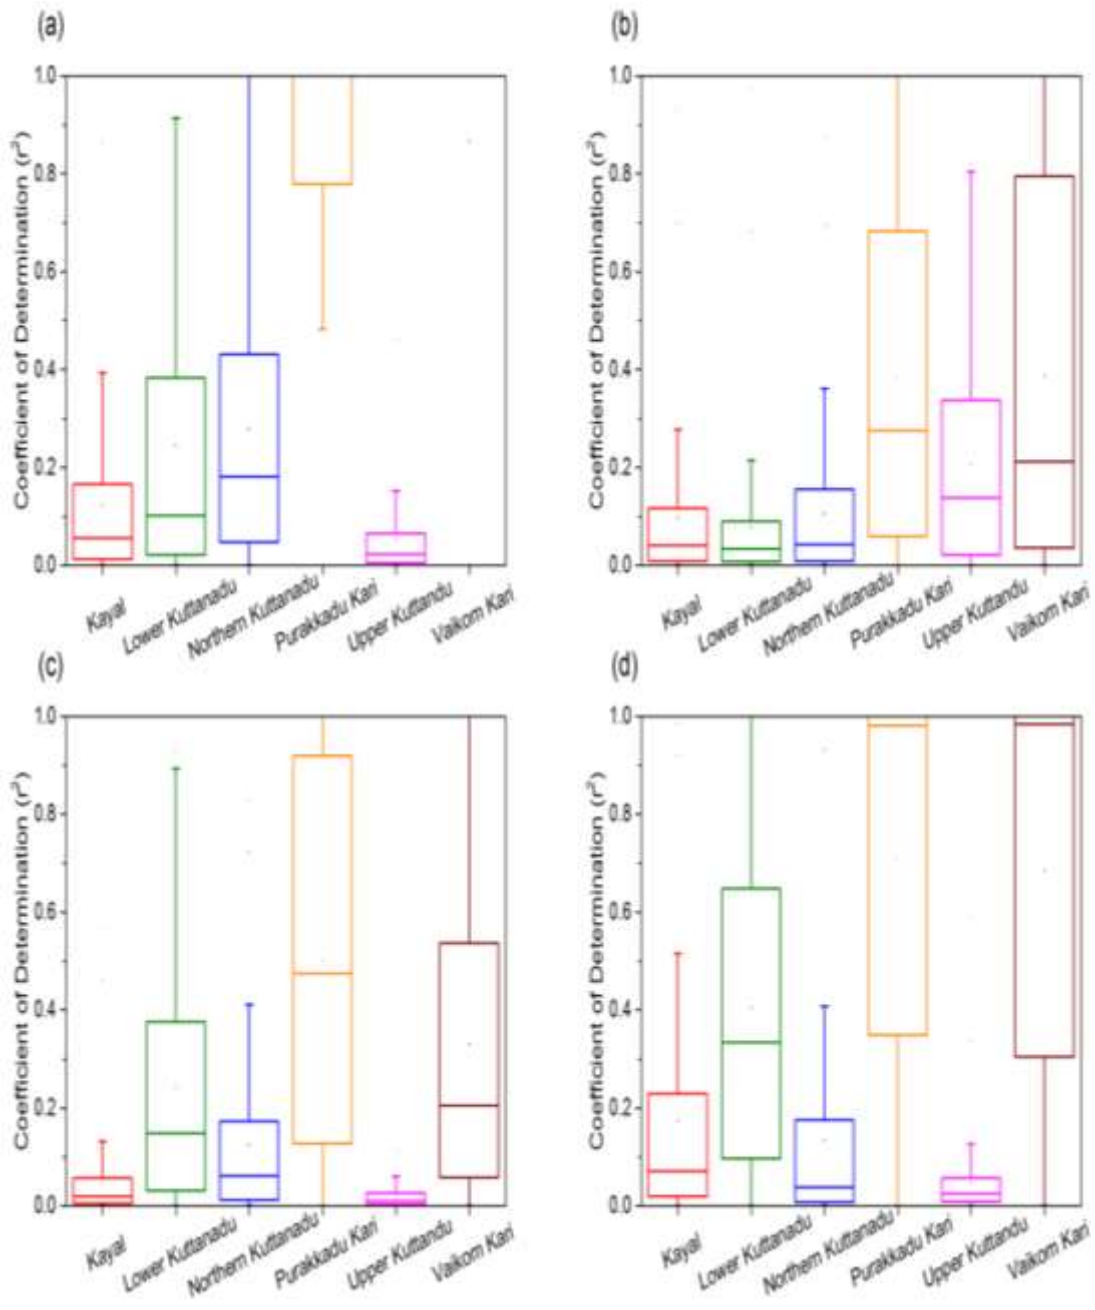 (a)
Coefficient of Determination (r²)
1.0
0.8
0.6
0.4
0.2
0.0
Kayal
Lower Kuttanadu
Northern Kuttanadu
Purakkadu Kari
Upper Kuttandu
Vaikom Kari
(b)
Coefficient of Determination (r²)
1.0
0.8
0.6
0.4
0.2
0.0
Kayal
Lower Kuttanadu
Northern Kuttanadu
Purakkadu Kari
Upper Kuttandu
Vaikom Kari
(c)
Coefficient of Determination (r²)
1.0
0.8
0.6
0.4
0.2
0.0
Kayal
Lower Kuttanadu
Northern Kuttanadu
Purakkadu Kari
Upper Kuttandu
Vaikom Kari
(d)
Coefficient of Determination (r²)
1.0
0.8
0.6
0.4
0.2
0.0
Kayal
Lower Kuttanadu
Northern Kuttanadu
Purakkadu Kari
Upper Kuttandu
Vaikom Kari